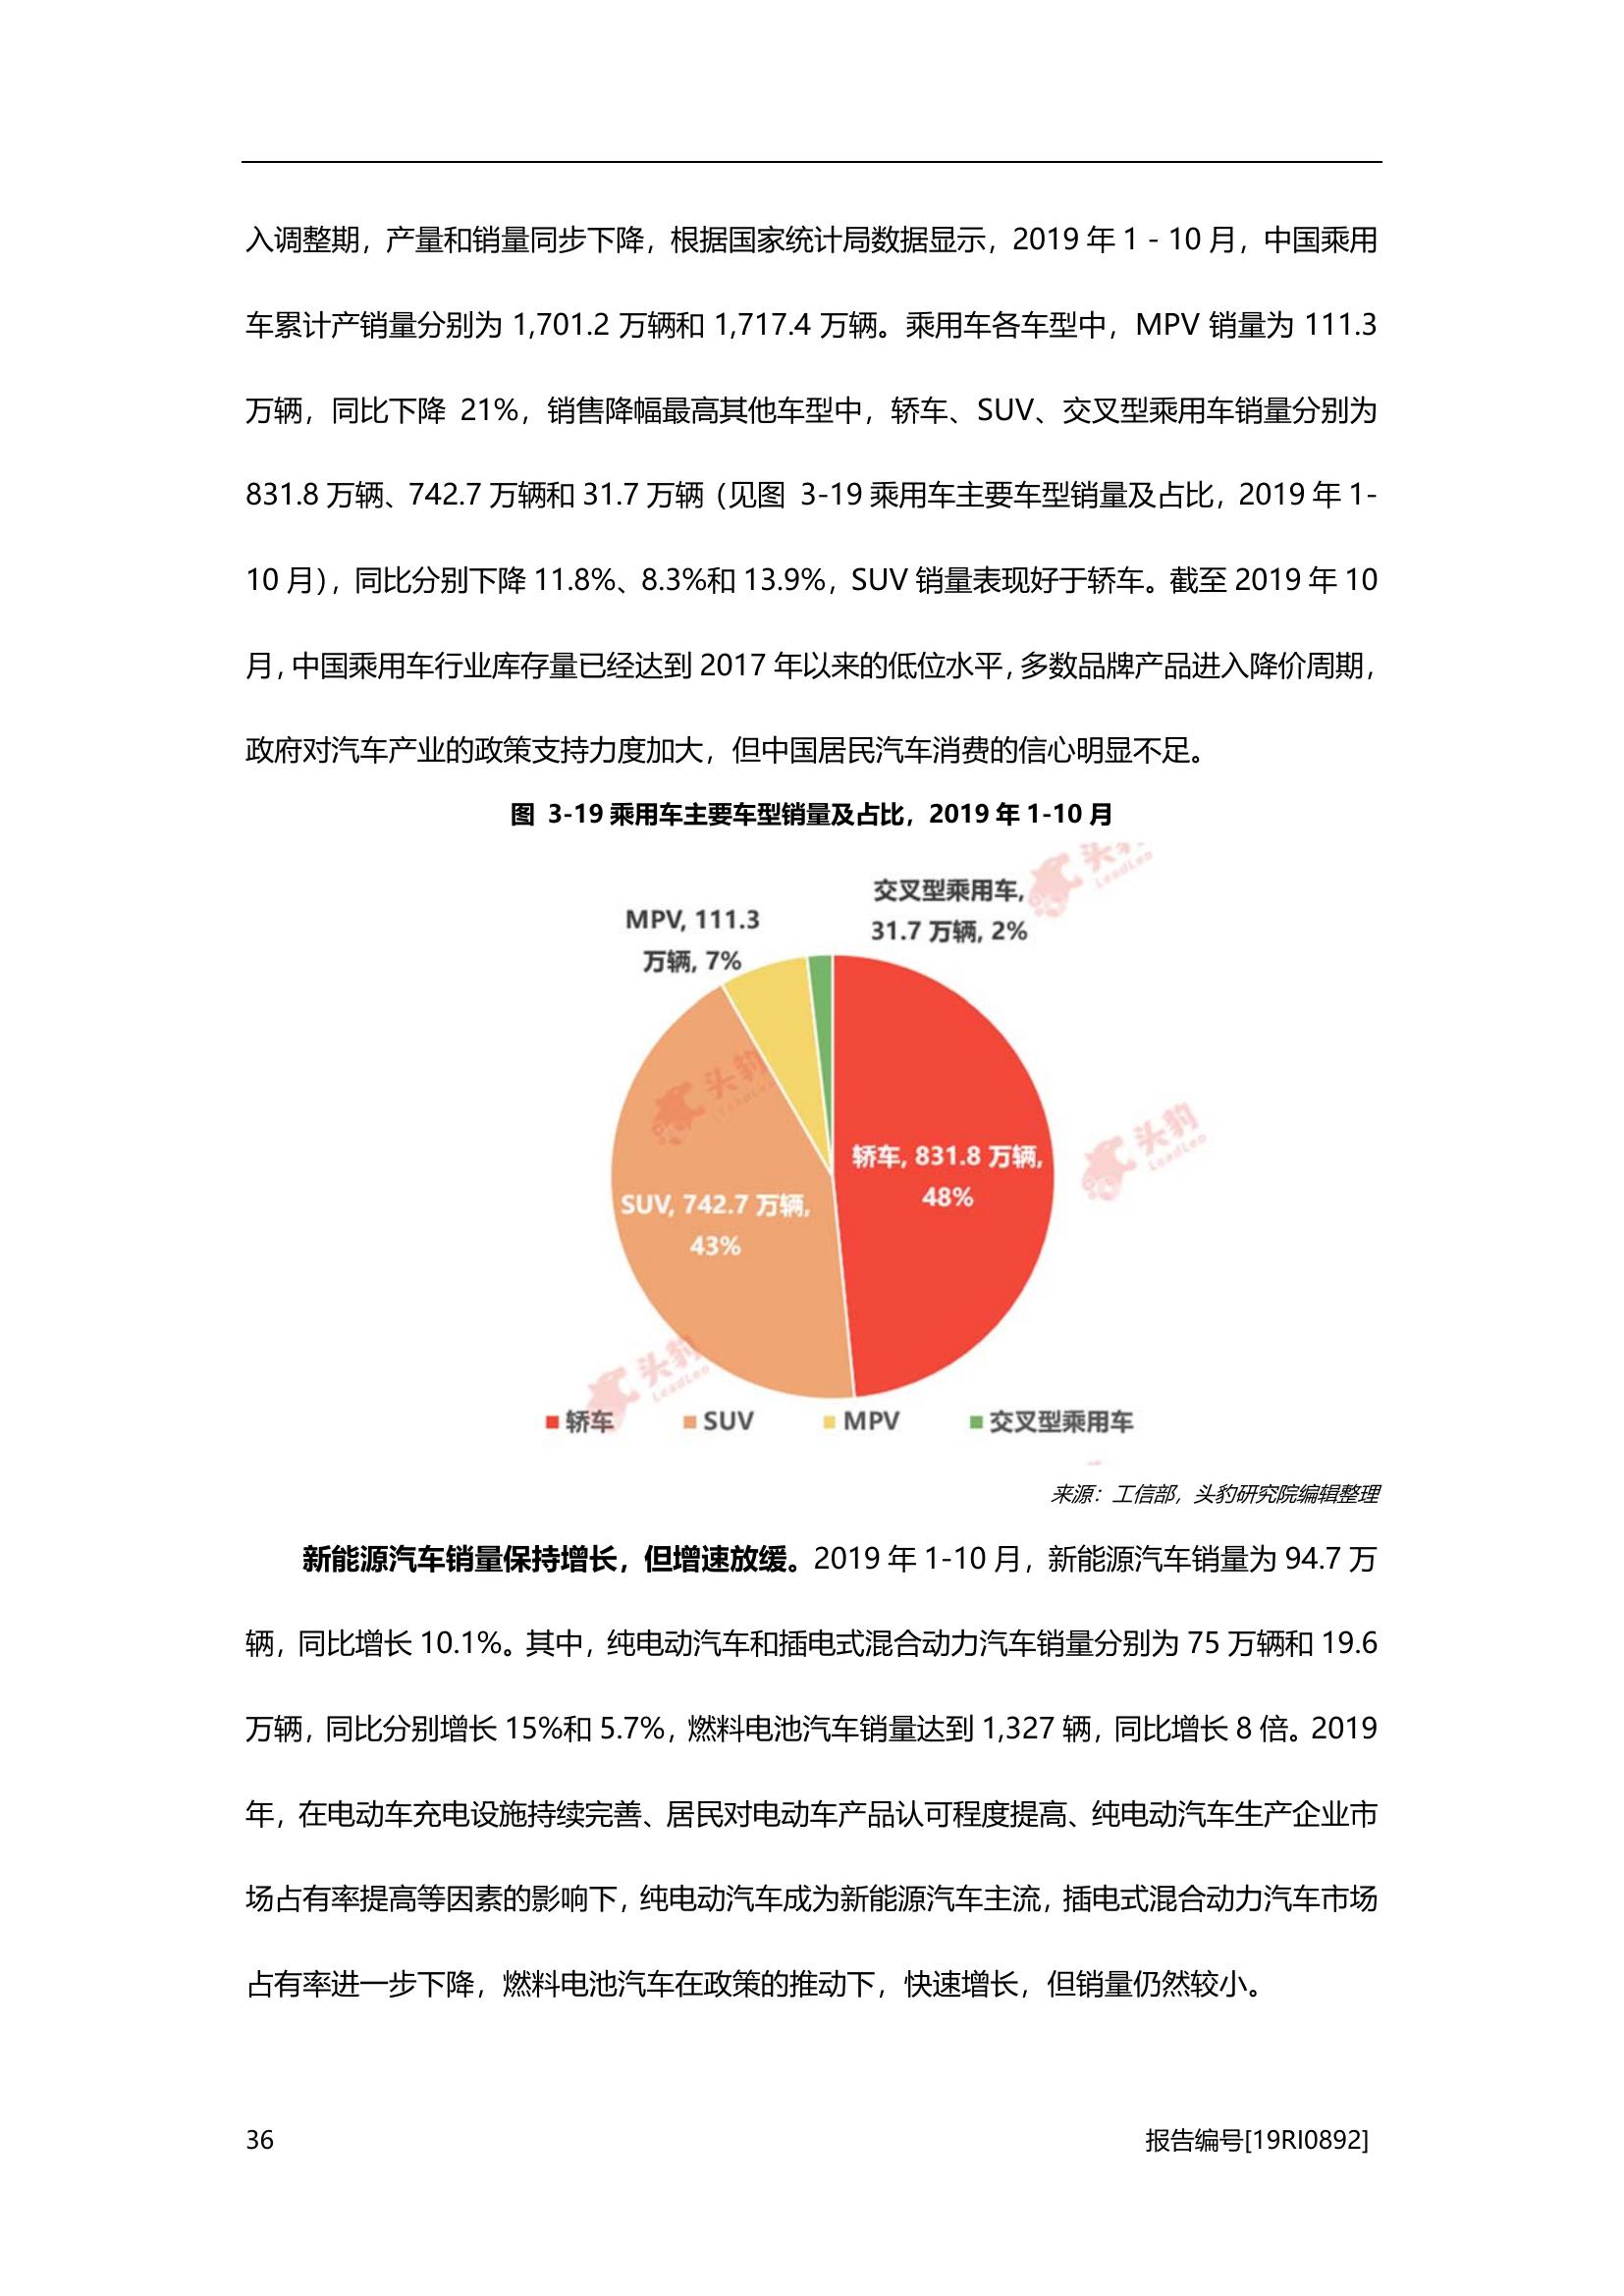 入调整期，产量和销量同步下降，根据国家统计局数据显示，2019 年 1 - 10 月，中国乘用
车累计产销量分别为 1,701.2 万辆和 1,717.4 万辆。乘用车各车型中，MPV 销量为 111.3
万辆，同比下降 21%，销售降幅最高其他车型中，轿车、SUV、交叉型乘用车销量分别为
831.8 万辆、742.7 万辆和 31.7 万辆（见图 3-19 乘用车主要车型销量及占比，2019 年 1-
10 月），同比分别下降 11.8%、8.3%和 13.9%，SUV 销量表现好于轿车。截至 2019 年 10
月，中国乘用车行业库存量已经达到 2017 年以来的低位水平，多数品牌产品进入降价周期，
政府对汽车产业的政策支持力度加大，但中国居民汽车消费的信心明显不足。
图 3-19 乘用车主要车型销量及占比，2019 年 1-10 月
头豹
LeadLeo
交叉型乘用车,
31.7 万辆, 2%
MPV, 111.3
万辆, 7%
头豹
LeadLeo
轿车, 831.8 万辆,
48%
头豹
LeadLeo
SUV, 742.7 万辆,
43%
头豹
LeadLeo
轿车 SUV MPV 交叉型乘用车
来源：工信部，头豹研究院编辑整理
新能源汽车销量保持增长，但增速放缓。2019 年 1-10 月，新能源汽车销量为 94.7 万
辆，同比增长 10.1%。其中，纯电动汽车和插电式混合动力汽车销量分别为 75 万辆和 19.6
万辆，同比分别增长 15%和 5.7%，燃料电池汽车销量达到 1,327 辆，同比增长 8 倍。2019
年，在电动车充电设施持续完善、居民对电动车产品认可程度提高、纯电动汽车生产企业市
场占有率提高等因素的影响下，纯电动汽车成为新能源汽车主流，插电式混合动力汽车市场
占有率进一步下降，燃料电池汽车在政策的推动下，快速增长，但销量仍然较小。
36 报告编号[19RI0892]